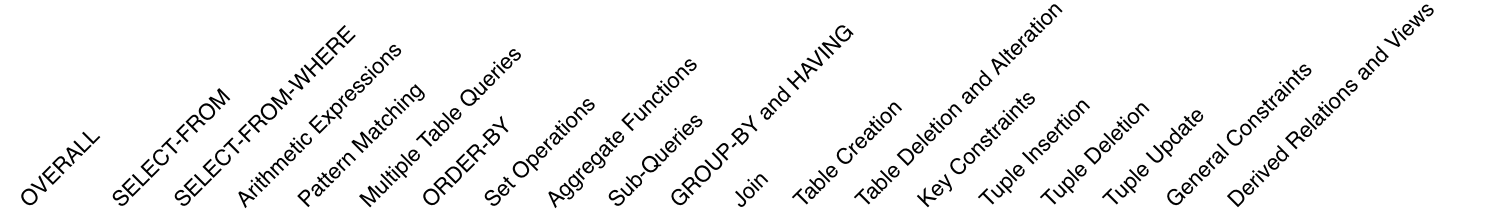 OVERALL
SELECT-FROM
SELECT-FROM-WHERE
Arithmetic Expressions
Pattern Matching
Multiple Table Queries
ORDER-BY
Set Operations
Aggregate Functions
Sub-Queries
GROUP-BY and HAVING
Join
Table Creation
Table Deletion and Alteration
Key Constraints
Tuple Insertion
Tuple Deletion
Tuple Update
General Constraints
Derived Relations and Views